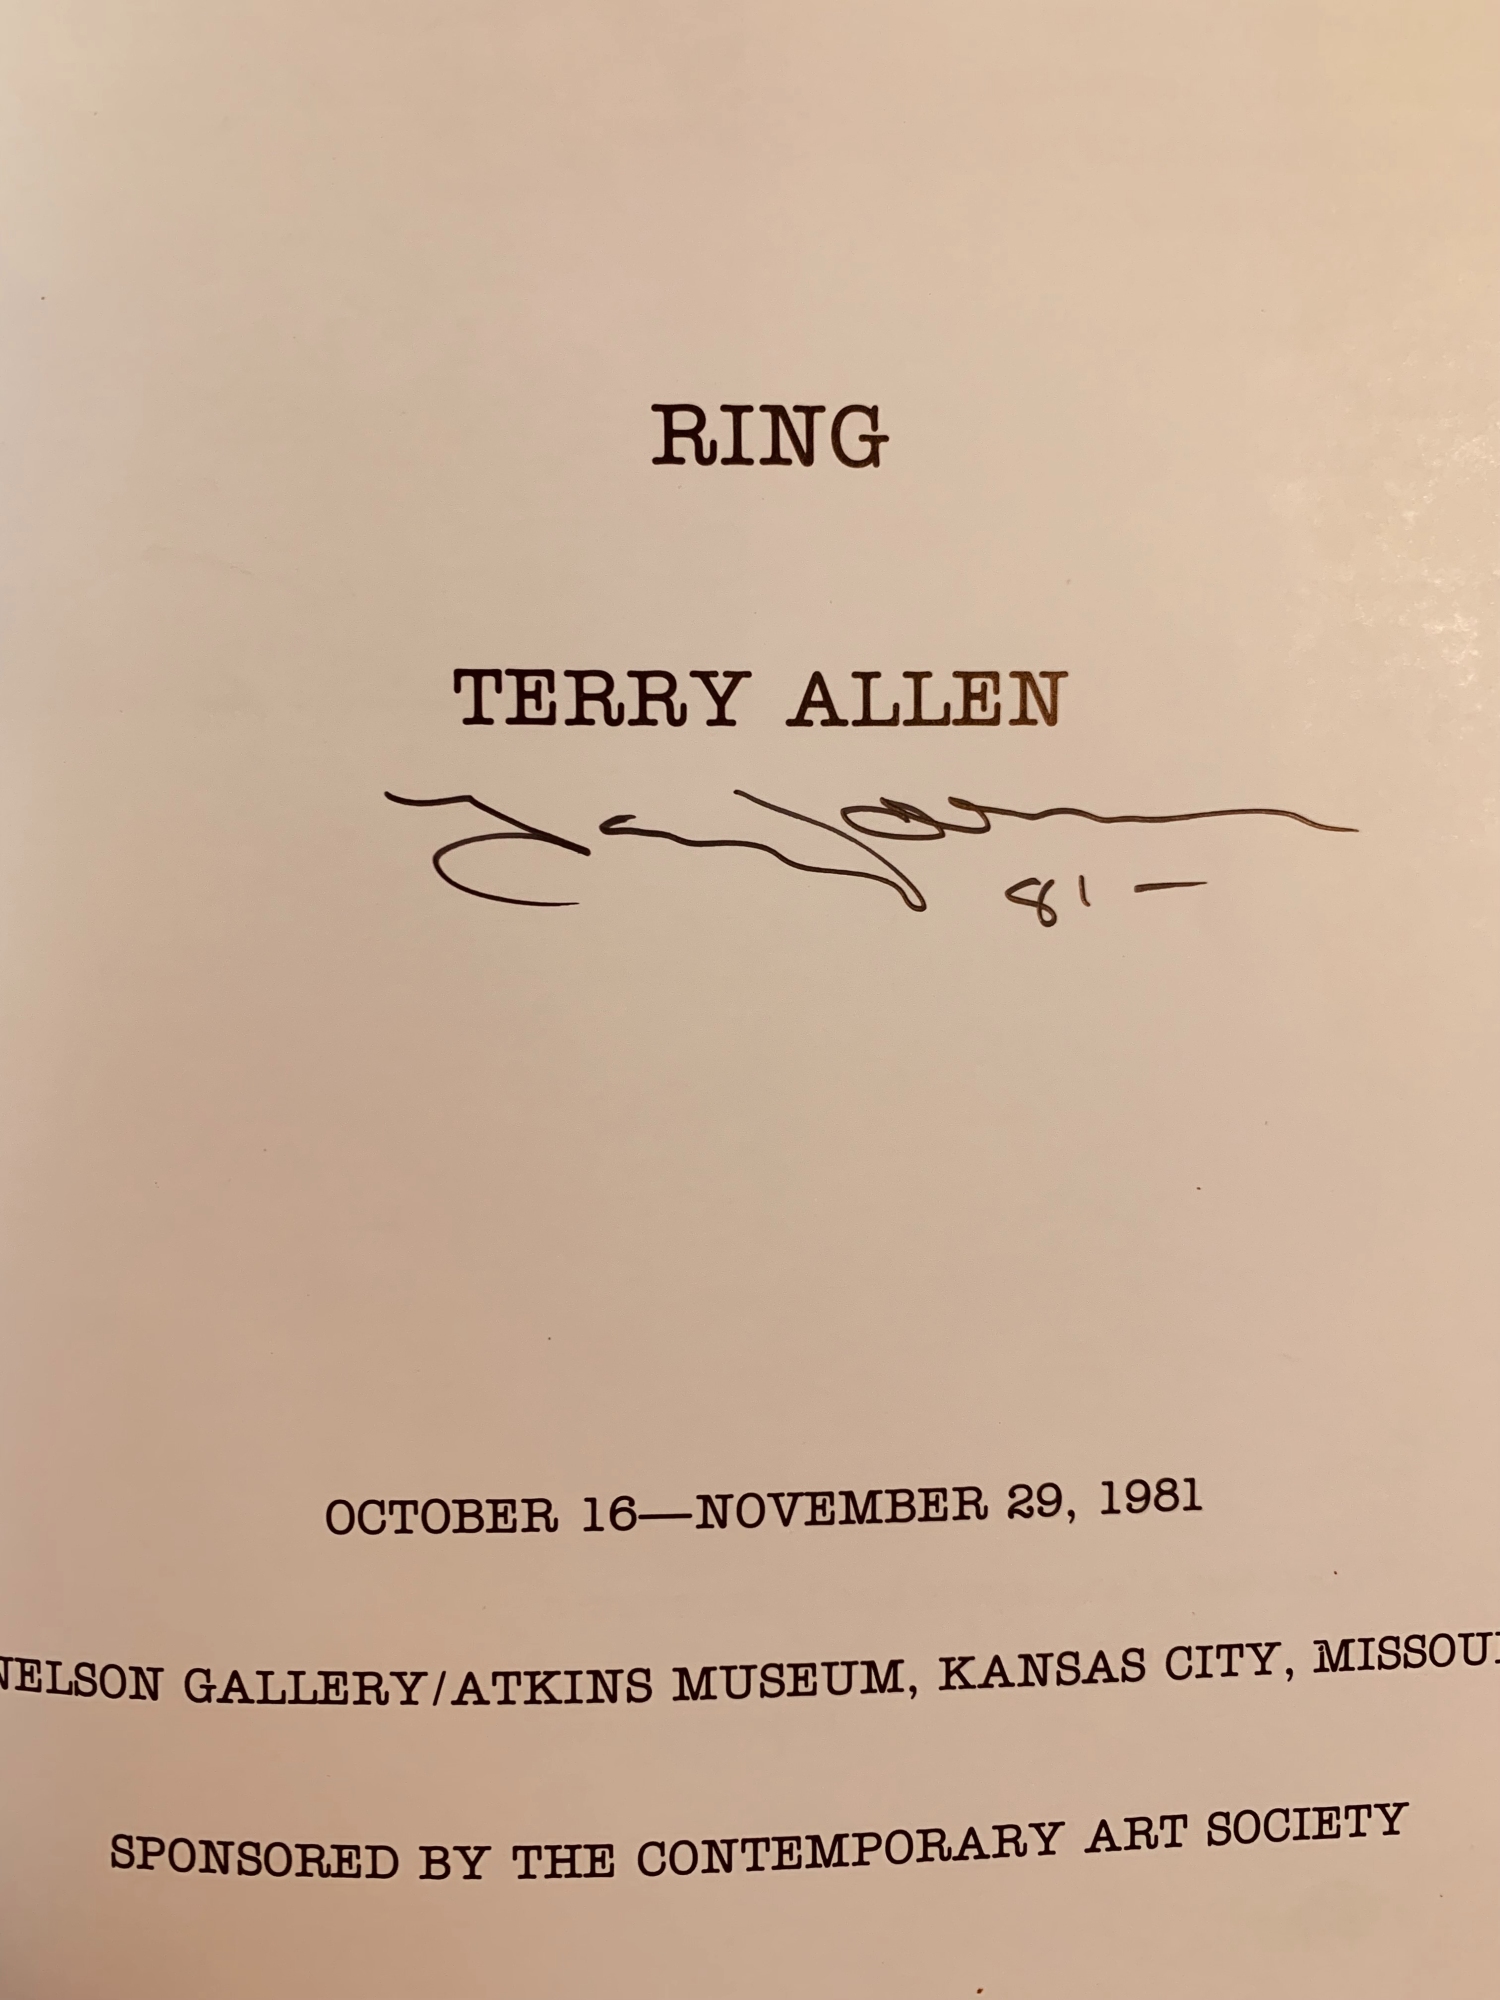 RING
TERRY ALLEN
81 —
OCTOBER 16—NOVEMBER 29, 1981
NELSON GALLERY/ATKINS MUSEUM, KANSAS CITY, MISSOU
SPONSORED BY THE CONTEMPORARY ART SOCIETY